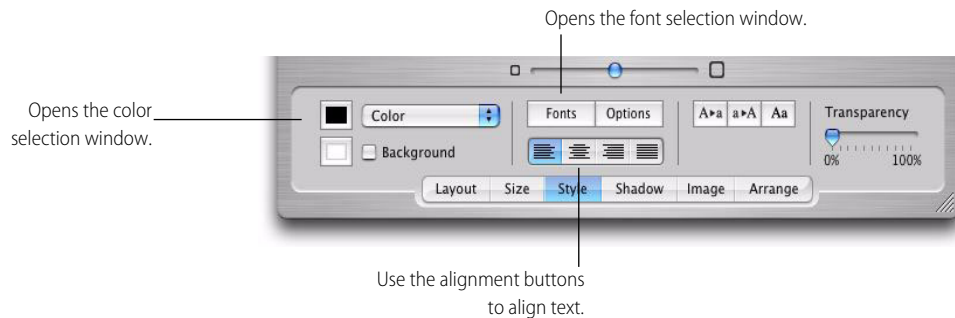 Opens the font selection window.
Opens the color
selection window.
Color
Fonts Options
A▸a a▸A Aa
Transparency
Background
0% 100%
Layout Size Style Shadow Image Arrange
Use the alignment buttons
to align text.